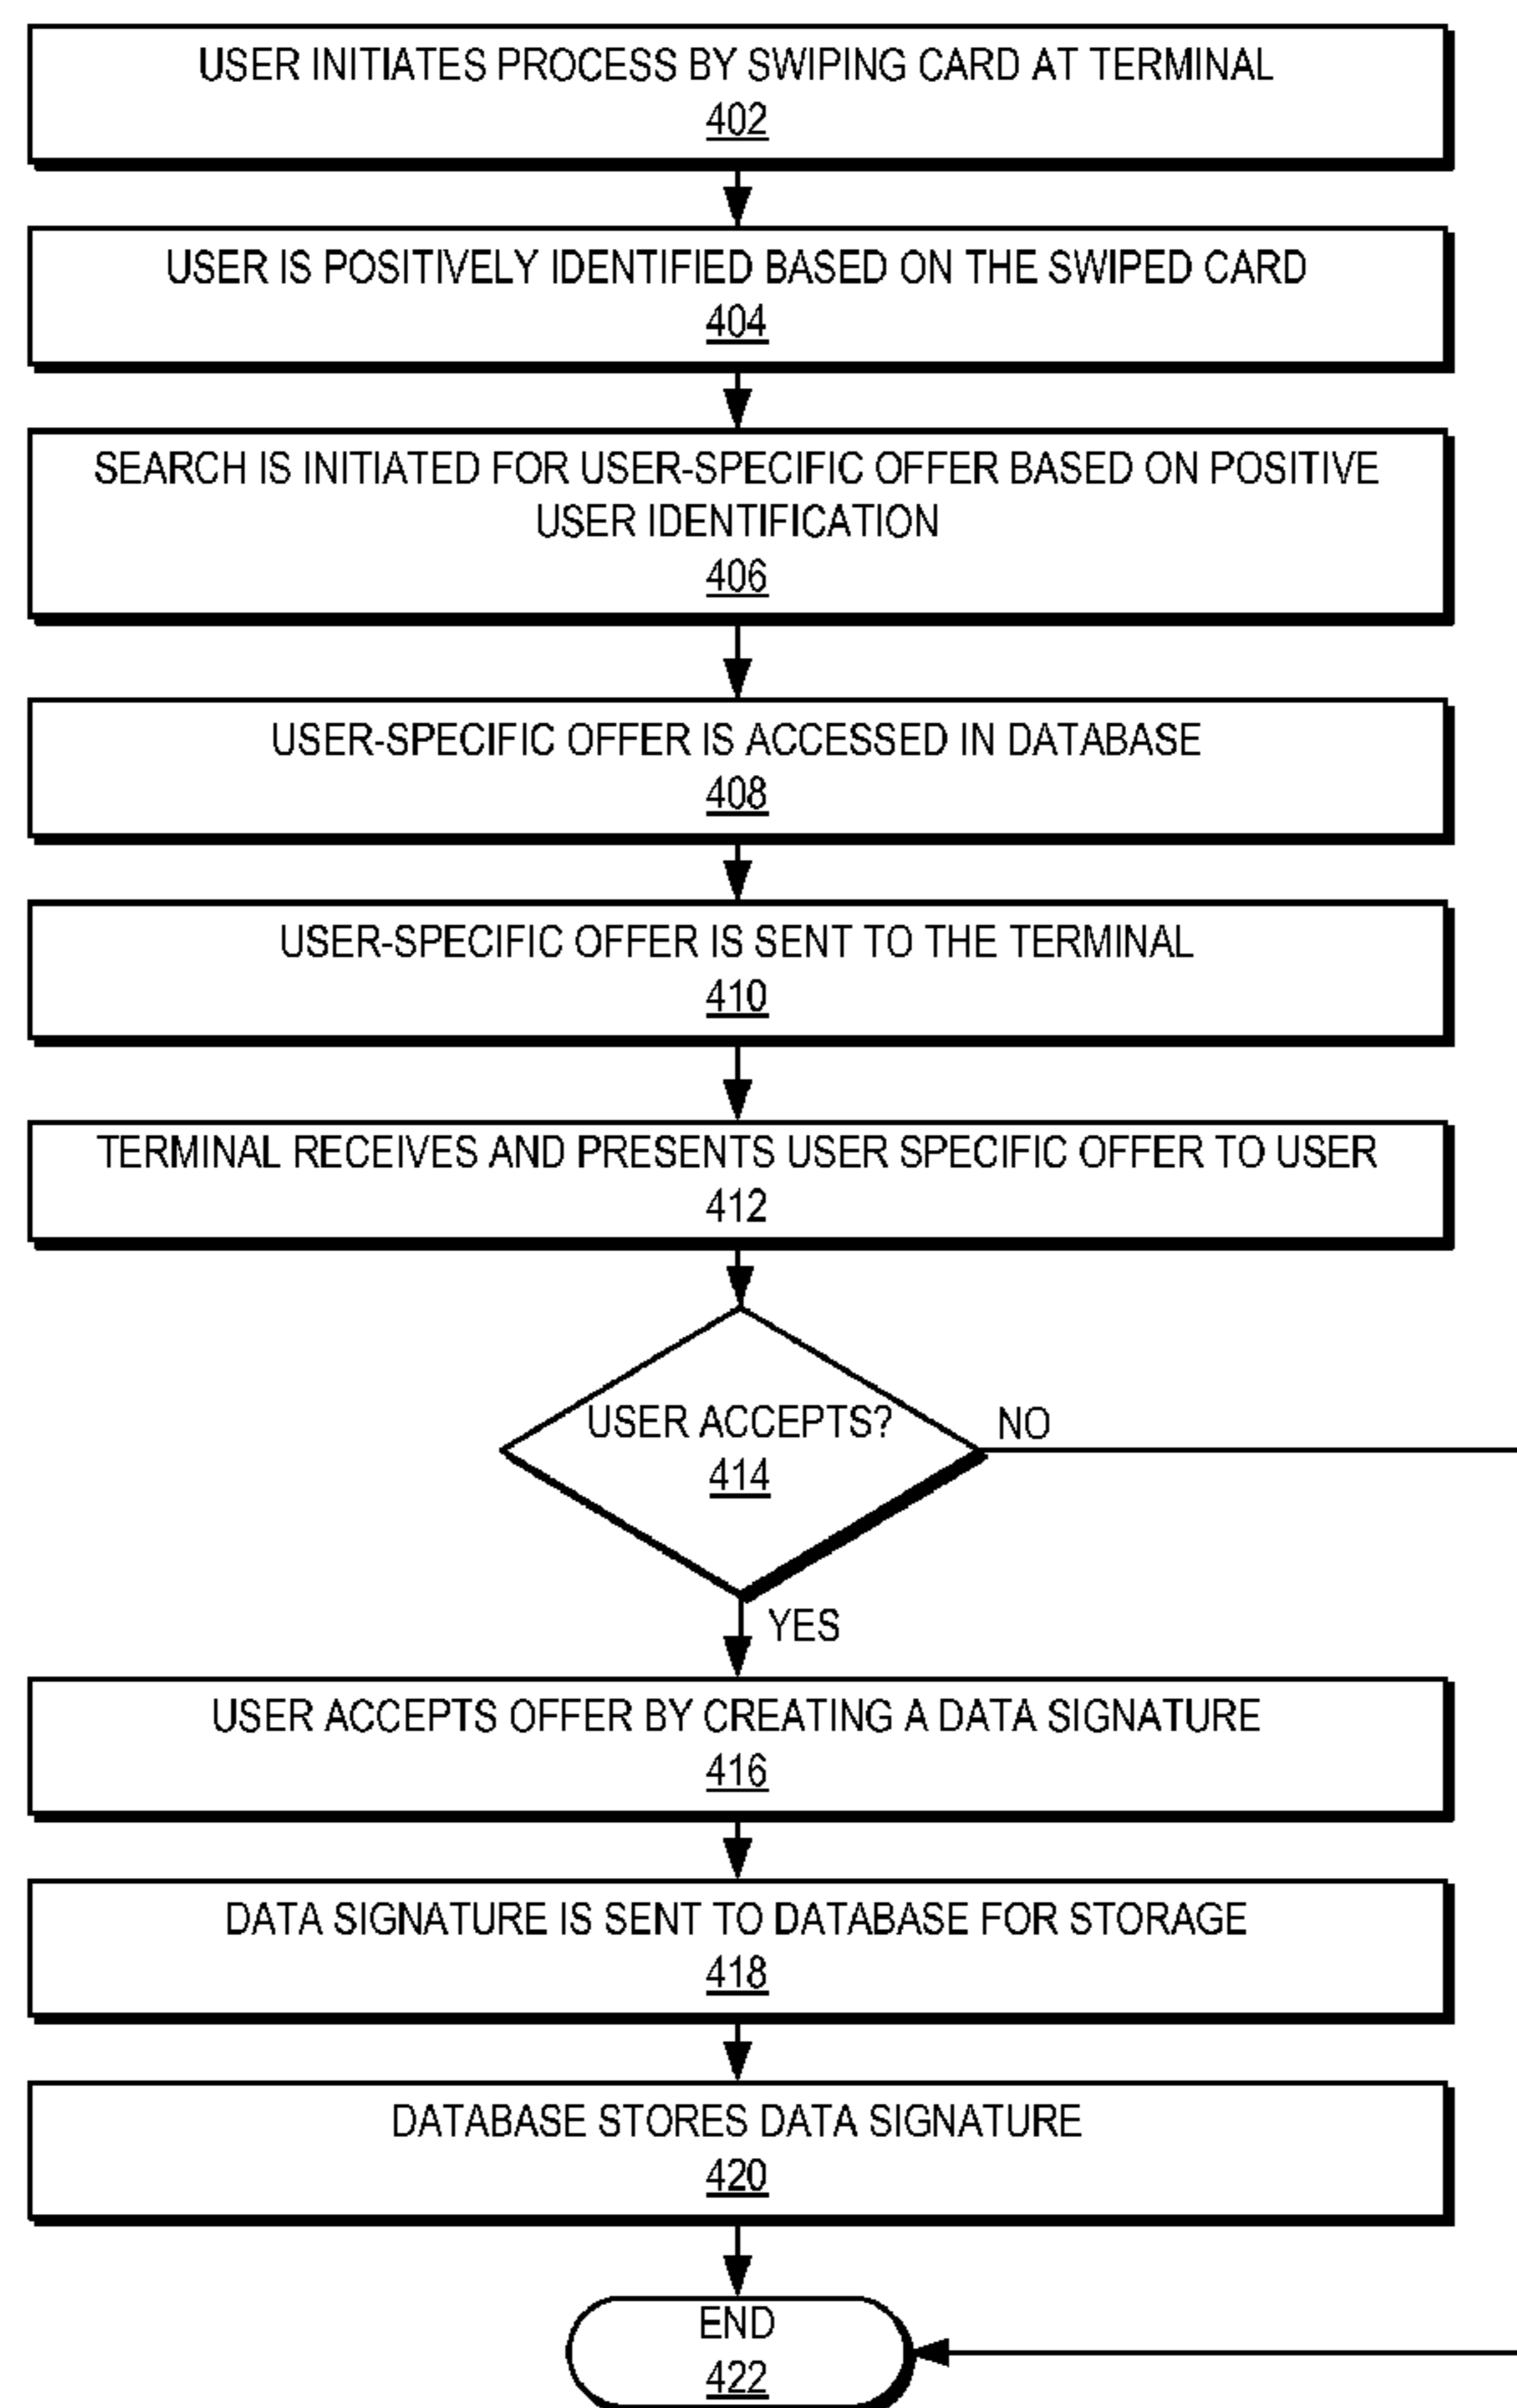 USER INITIATES PROCESS BY SWIPING CARD AT TERMINAL
402
USER IS POSITIVELY IDENTIFIED BASED ON THE SWIPED CARD
404
SEARCH IS INITIATED FOR USER-SPECIFIC OFFER BASED ON POSITIVE
USER IDENTIFICATION
406
USER-SPECIFIC OFFER IS ACCESSED IN DATABASE
408
USER-SPECIFIC OFFER IS SENT TO THE TERMINAL
410
TERMINAL RECEIVES AND PRESENTS USER SPECIFIC OFFER TO USER
412
USER ACCEPTS?
414
NO
YES
USER ACCEPTS OFFER BY CREATING A DATA SIGNATURE
416
DATA SIGNATURE IS SENT TO DATABASE FOR STORAGE
418
DATABASE STORES DATA SIGNATURE
420
END
422